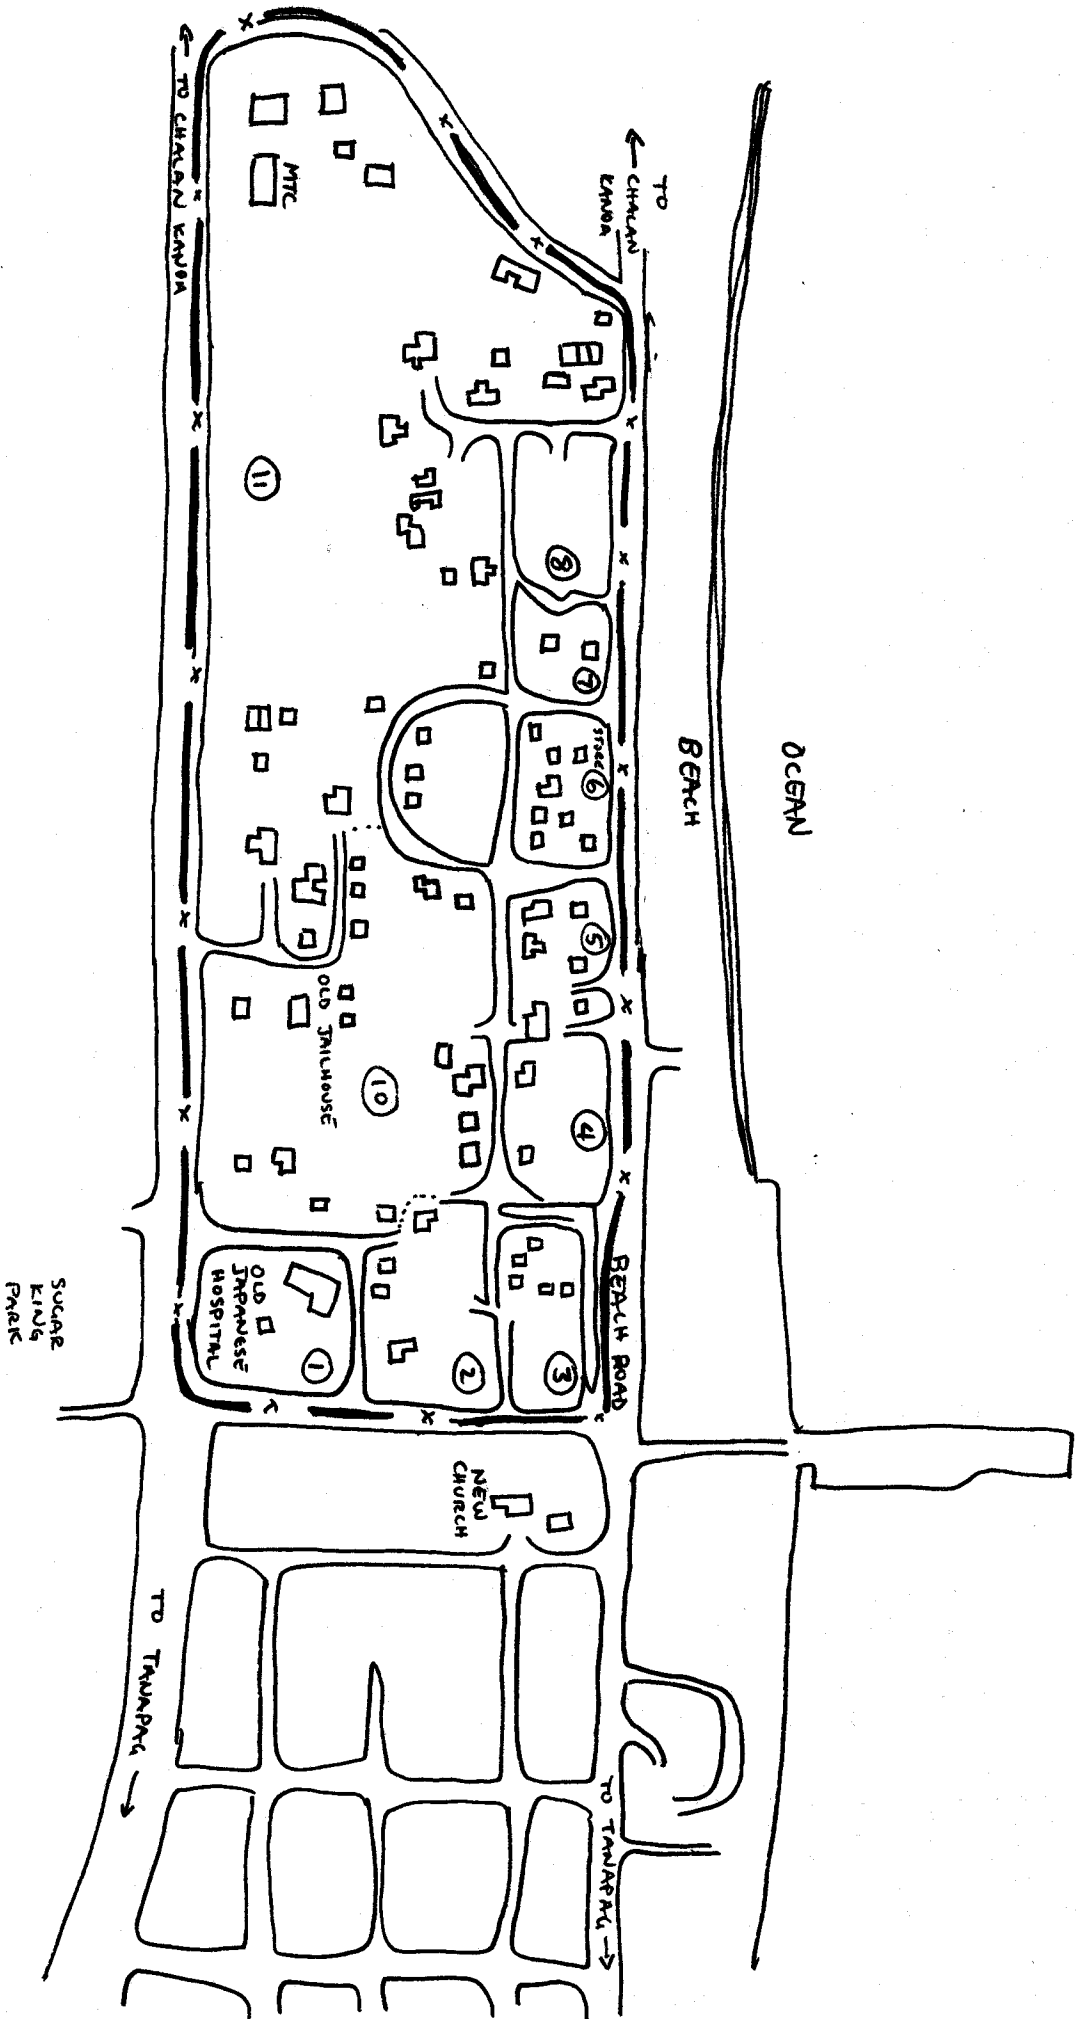 OCEAN
BEACH
← TO
CHALAN
KANOA
BEACH ROAD
TO TANAPAG →
8
7
STORE
6
5
4
3
2
1
NEW
CHURCH
10
OLD JAILHOUSE
OLD
JAPANESE
HOSPITAL
11
MTC
← TO CHALAN KANOA
TO TANAPAG →
SUGAR
KING
PARK